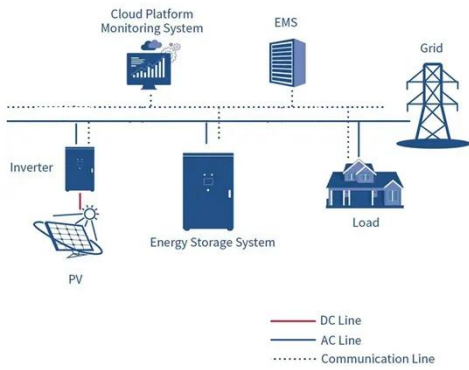 Cloud Platform
Monitoring System
EMS
Grid
Inverter
Energy Storage System
Load
PV
DC Line
AC Line
Communication Line